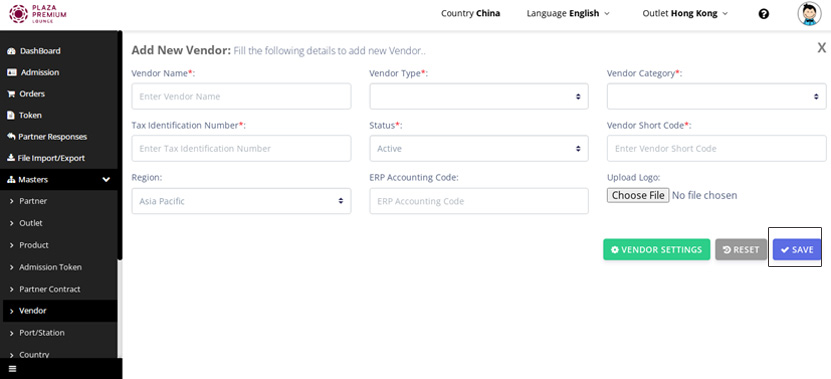 PLAZA
PREMIUM
LOUNGE
Country China
Language English
Outlet Hong Kong
DashBoard
Admission
Orders
Token
Partner Responses
File Import/Export
Masters
Partner
Outlet
Product
Admission Token
Partner Contract
Vendor
Port/Station
Country
Add New Vendor: Fill the following details to add new Vendor..
X
Vendor Name*:
Vendor Type*:
Vendor Category*:
Enter Vendor Name
Tax Identification Number*:
Status*:
Vendor Short Code*:
Enter Tax Identification Number
Active
Enter Vendor Short Code
Region:
ERP Accounting Code:
Upload Logo:
Asia Pacific
ERP Accounting Code
Choose File No file chosen
VENDOR SETTINGS
RESET
SAVE